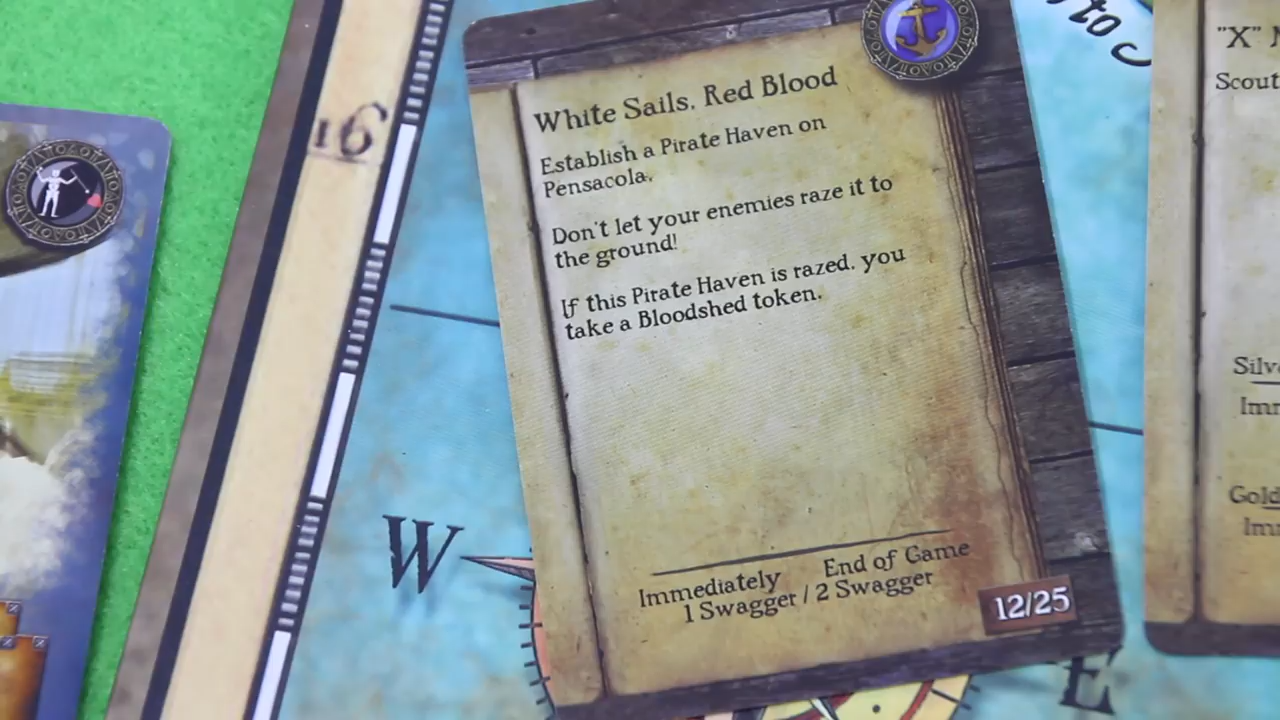 16
White Sails, Red Blood
Establish a Pirate Haven on
Pensacola.
Don't let your enemies raze it to
the ground!
If this Pirate Haven is razed, you
take a Bloodshed token.
Immediately End of Game
1 Swagger / 2 Swagger
12/25
W
E
"X"
Scout